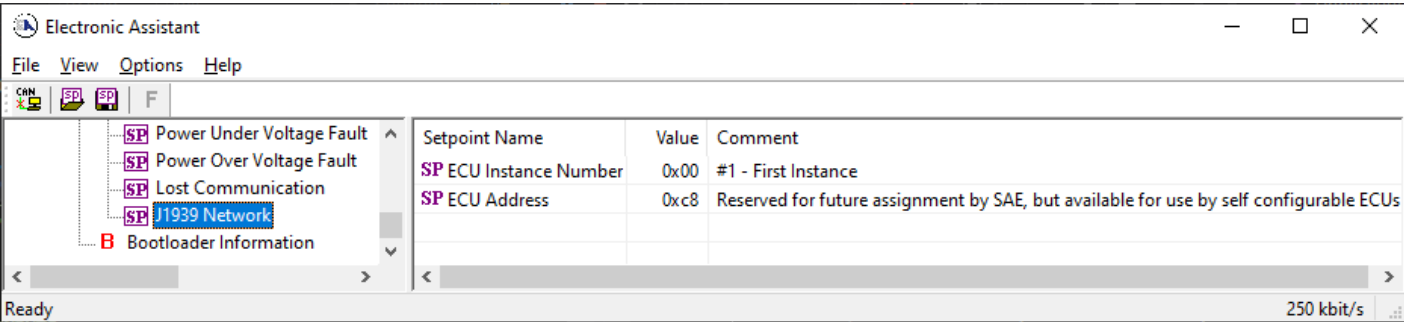 Electronic Assistant
File View Options Help
CAN SP SP F
SP Power Under Voltage Fault
SP Power Over Voltage Fault
SP Lost Communication
SP J1939 Network
B Bootloader Information
Setpoint Name Value Comment
SP ECU Instance Number 0x00 #1 - First Instance
SP ECU Address 0xc8 Reserved for future assignment by SAE, but available for use by self configurable ECUs
Ready 250 kbit/s